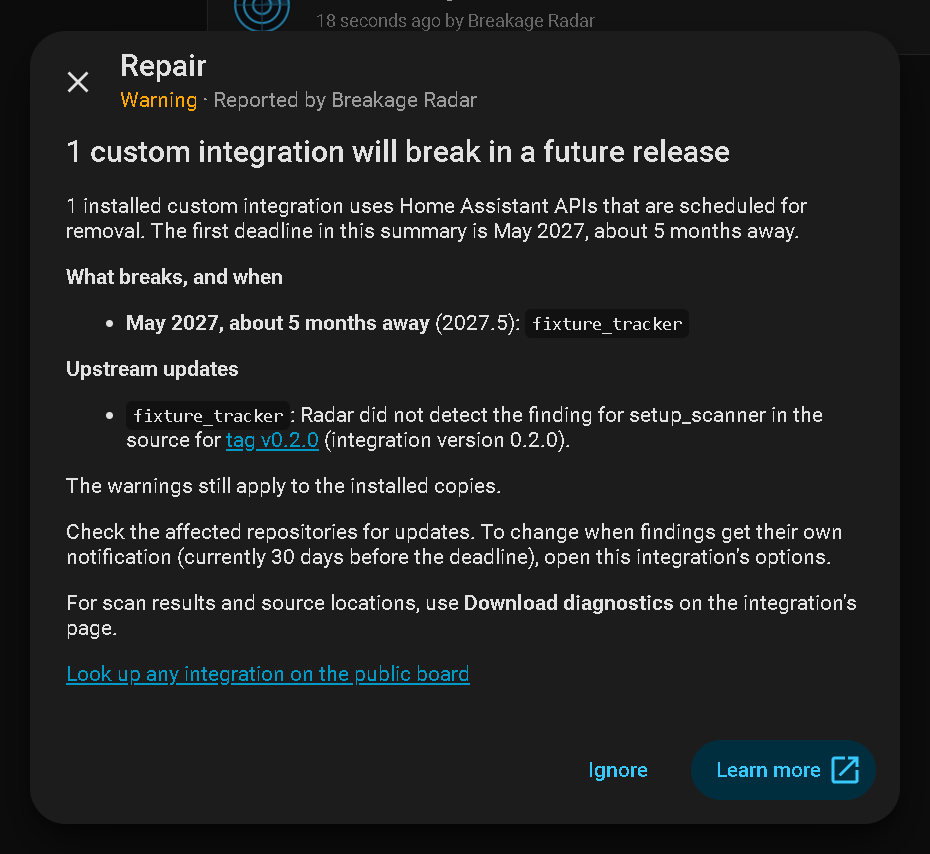 18 seconds ago by Breakage Radar
Repair
Warning · Reported by Breakage Radar
1 custom integration will break in a future release
1 installed custom integration uses Home Assistant APIs that are scheduled for
removal. The first deadline in this summary is May 2027, about 5 months away.
What breaks, and when
• May 2027, about 5 months away (2027.5): fixture_tracker
Upstream updates
• fixture_tracker: Radar did not detect the finding for setup_scanner in the
source for tag v0.2.0 (integration version 0.2.0).
The warnings still apply to the installed copies.
Check the affected repositories for updates. To change when findings get their own
notification (currently 30 days before the deadline), open this integration's options.
For scan results and source locations, use Download diagnostics on the integration's
page.
Look up any integration on the public board
Ignore
Learn more